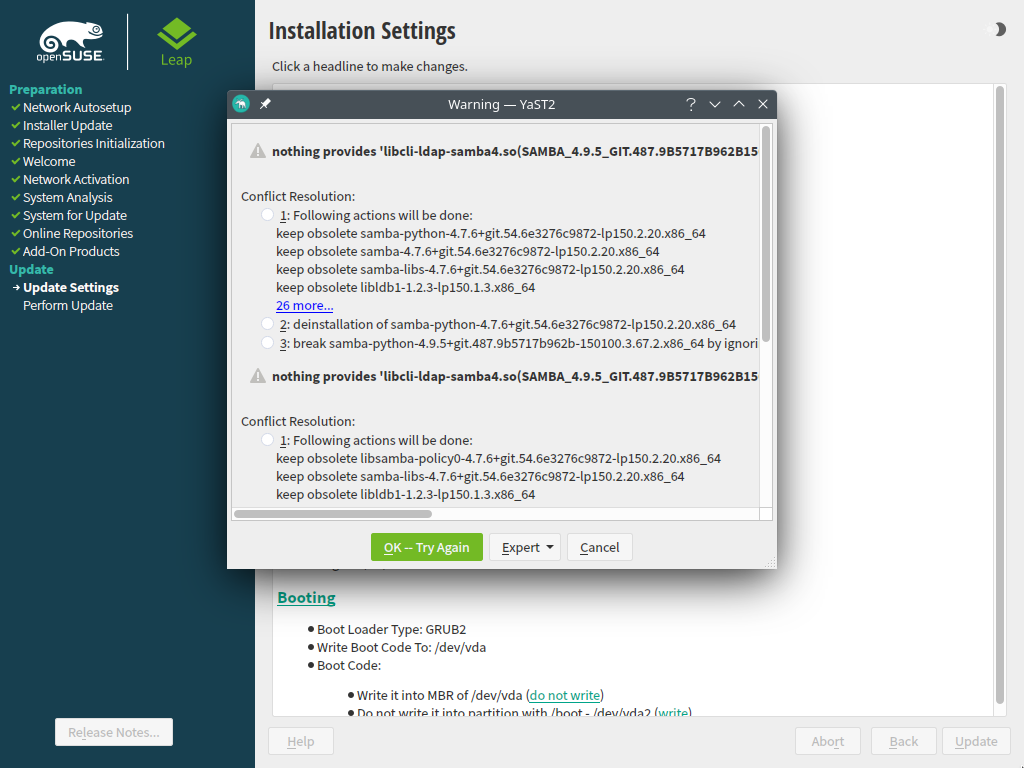 openSUSE
Leap
Preparation
Network Autosetup
Installer Update
Repositories Initialization
Welcome
Network Activation
System Analysis
System for Update
Online Repositories
Add-On Products
Update
Update Settings
Perform Update
Release Notes...
Installation Settings
Click a headline to make changes.
Warning — YaST2
nothing provides 'libcli-ldap-samba4.so(SAMBA_4.9.5_GIT.487.9B5717B962B15
Conflict Resolution:
1: Following actions will be done:
keep obsolete samba-python-4.7.6+git.54.6e3276c9872-lp150.2.20.x86_64
keep obsolete samba-4.7.6+git.54.6e3276c9872-lp150.2.20.x86_64
keep obsolete samba-libs-4.7.6+git.54.6e3276c9872-lp150.2.20.x86_64
keep obsolete libldb1-1.2.3-lp150.1.3.x86_64
26 more...
2: deinstallation of samba-python-4.7.6+git.54.6e3276c9872-lp150.2.20.x86_64
3: break samba-python-4.9.5+git.487.9b5717b962b-150100.3.67.2.x86_64 by ignori
nothing provides 'libcli-ldap-samba4.so(SAMBA_4.9.5_GIT.487.9B5717B962B15
Conflict Resolution:
1: Following actions will be done:
keep obsolete libsamba-policy0-4.7.6+git.54.6e3276c9872-lp150.2.20.x86_64
keep obsolete samba-libs-4.7.6+git.54.6e3276c9872-lp150.2.20.x86_64
keep obsolete libldb1-1.2.3-lp150.1.3.x86_64
OK -- Try Again
Expert
Cancel
Booting
Boot Loader Type: GRUB2
Write Boot Code To: /dev/vda
Boot Code:
Write it into MBR of /dev/vda (do not write)
Do not write it into partition with /boot - /dev/vda2 (write)
Help
Abort
Back
Update